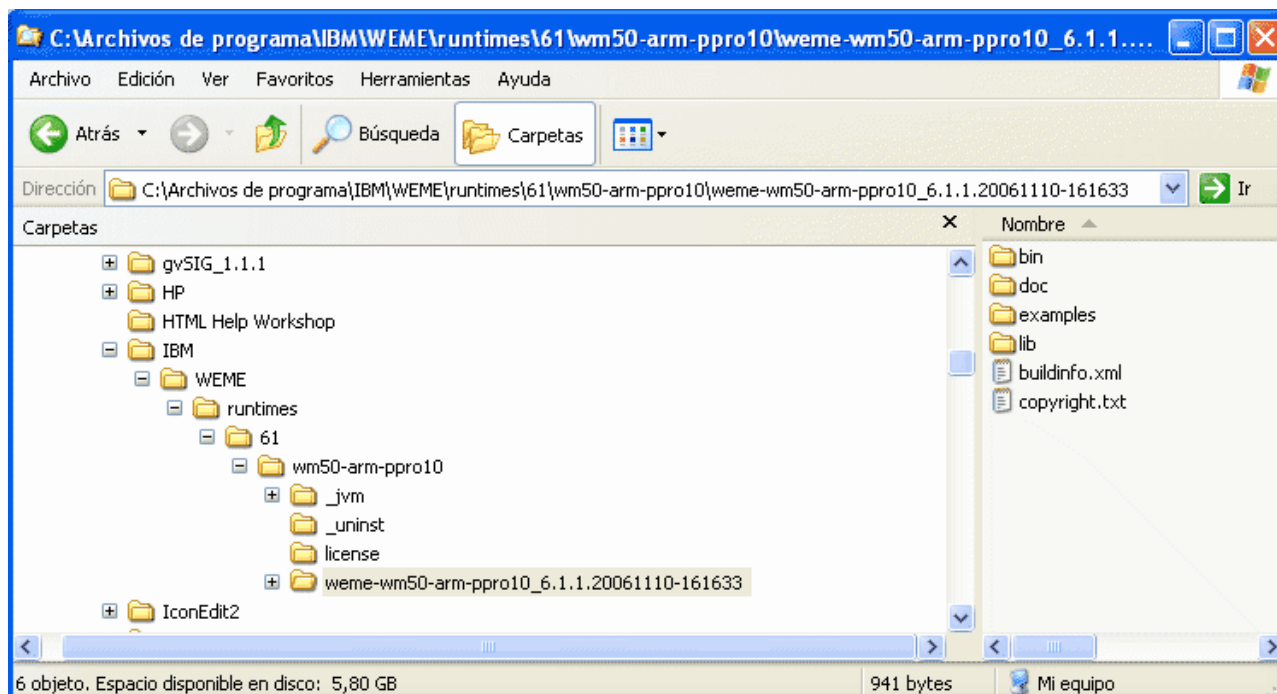 C:\Archivos de programa\IBM\WEME\runtimes\61\wm50-arm-ppro10\weme-wm50-arm-ppro10_6.1.1....
Archivo Edición Ver Favoritos Herramientas Ayuda
Atrás Búsqueda Carpetas
Dirección C:\Archivos de programa\IBM\WEME\runtimes\61\wm50-arm-ppro10\weme-wm50-arm-ppro10_6.1.1.20061110-161633 Ir
Carpetas
gvSIG_1.1.1
HP
HTML Help Workshop
IBM
WEME
runtimes
61
wm50-arm-ppro10
_jvm
_uninst
license
weme-wm50-arm-ppro10_6.1.1.20061110-161633
IconEdit2
Nombre
bin
doc
examples
lib
buildinfo.xml
copyright.txt
6 objeto. Espacio disponible en disco: 5,80 GB 941 bytes Mi equipo